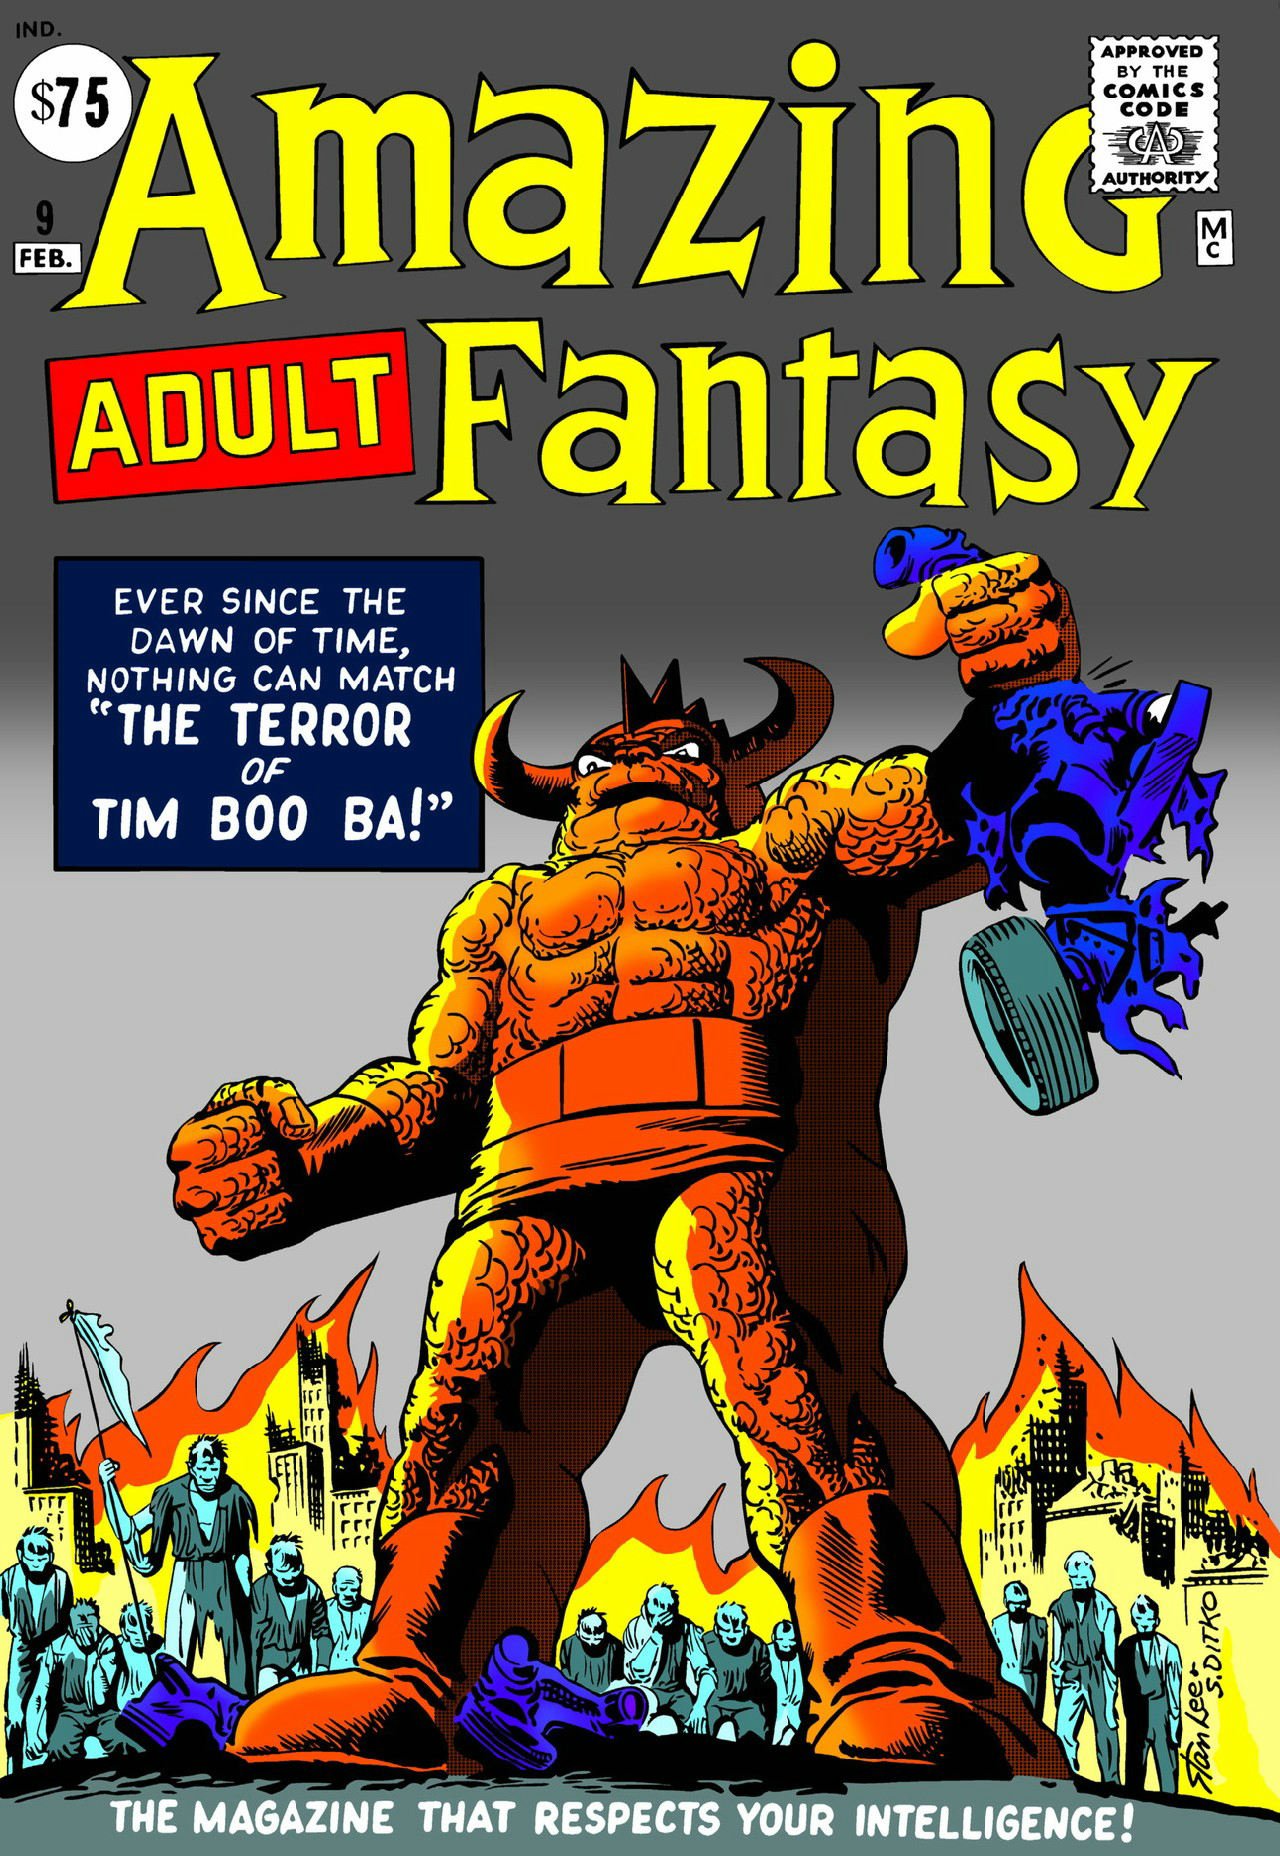 IND.
$75
9
FEB.
Amazing
ADULT Fantasy
APPROVED
BY THE
COMICS
CODE
CA
AUTHORITY
M
C
EVER SINCE THE
DAWN OF TIME,
NOTHING CAN MATCH
"THE TERROR
OF
TIM BOO BA!"
Stan Lee +
S. DITKO
THE MAGAZINE THAT RESPECTS YOUR INTELLIGENCE!